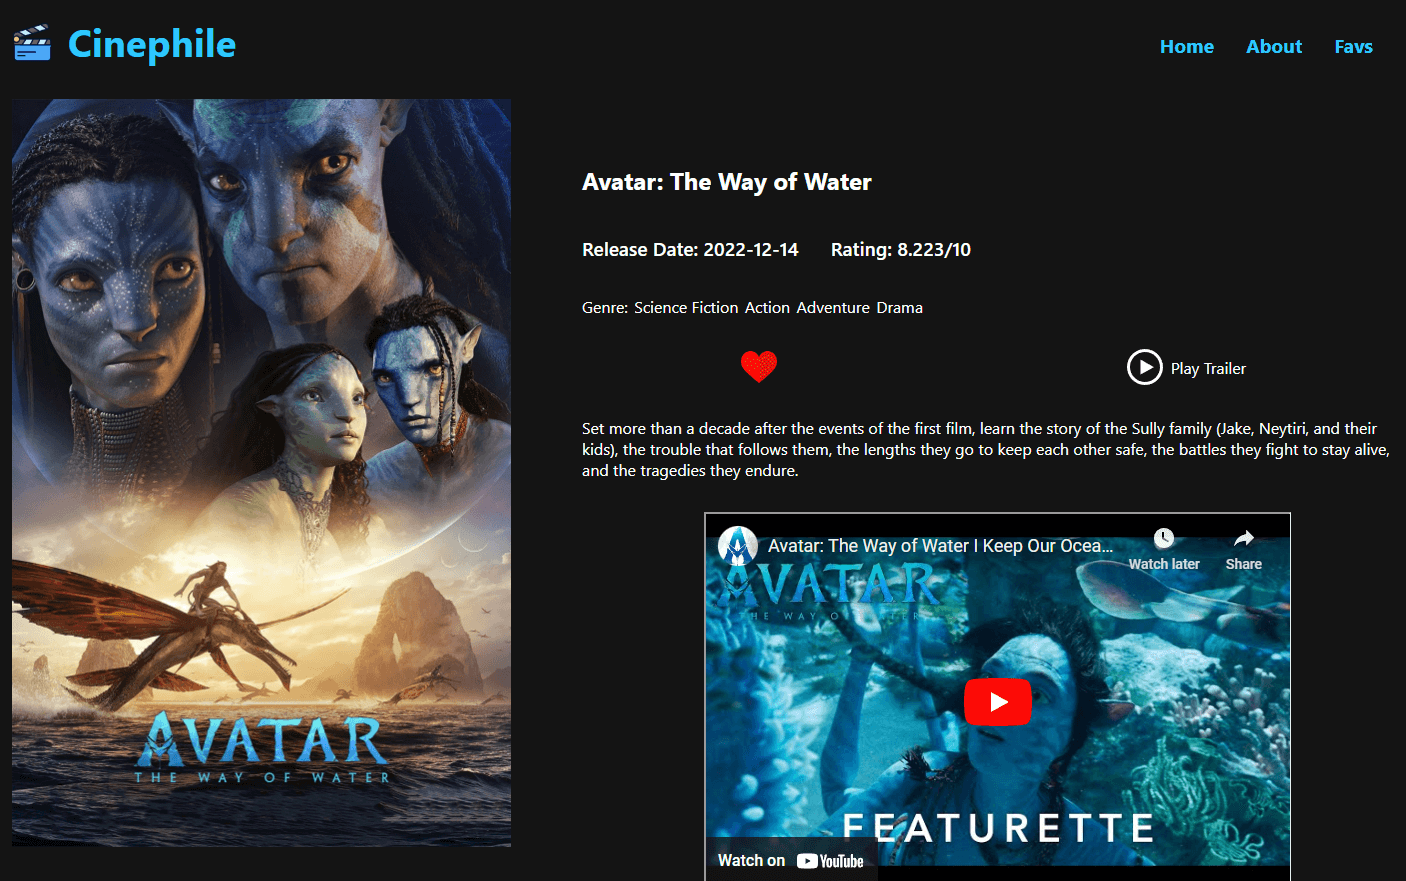 Cinephile
Home About Favs
AVATAR
THE WAY OF WATER
Avatar: The Way of Water
Release Date: 2022-12-14 Rating: 8.223/10
Genre: Science Fiction Action Adventure Drama
Play Trailer
Set more than a decade after the events of the first film, learn the story of the Sully family (Jake, Neytiri, and their
kids), the trouble that follows them, the lengths they go to keep each other safe, the battles they fight to stay alive,
and the tragedies they endure.
Avatar: The Way of Water I Keep Our Ocea...
Watch later Share
AVATAR
THE WAY OF WATER
FEATURETTE
Watch on YouTube